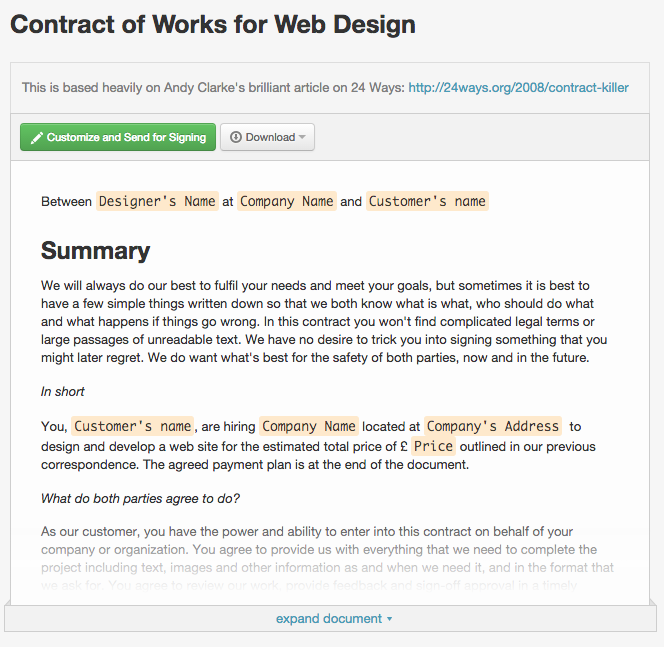 Contract of Works for Web Design
This is based heavily on Andy Clarke's brilliant article on 24 Ways: http://24ways.org/2008/contract-killer
Customize and Send for Signing Download
Between Designer's Name at Company Name and Customer's name
Summary
We will always do our best to fulfil your needs and meet your goals, but sometimes it is best to
have a few simple things written down so that we both know what is what, who should do what
and what happens if things go wrong. In this contract you won't find complicated legal terms or
large passages of unreadable text. We have no desire to trick you into signing something that you
might later regret. We do want what's best for the safety of both parties, now and in the future.
In short
You, Customer's name, are hiring Company Name located at Company's Address to
design and develop a web site for the estimated total price of £ Price outlined in our previous
correspondence. The agreed payment plan is at the end of the document.
What do both parties agree to do?
As our customer, you have the power and ability to enter into this contract on behalf of your
company or organization. You agree to provide us with everything that we need to complete the
project including text, images and other information as and when we need it, and in the format that
we ask for. You agree to review our work, provide feedback and sign-off approval in a timely
expand document